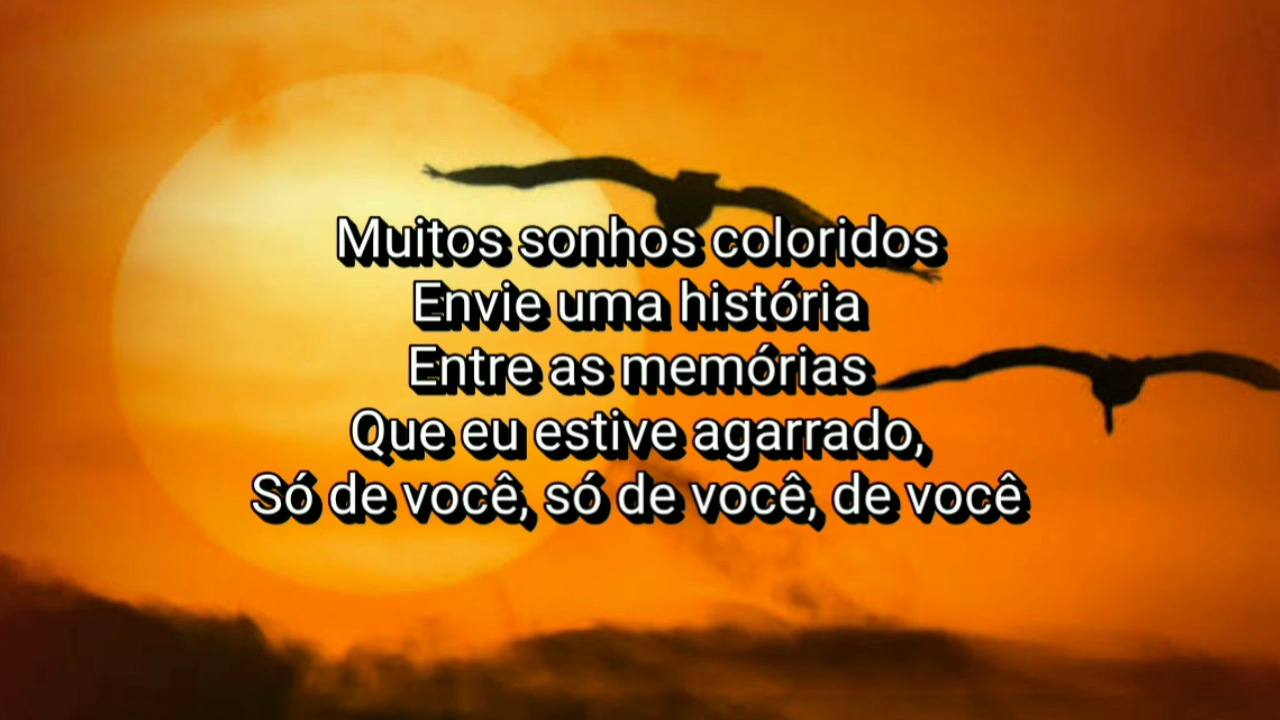 Muitos sonhos coloridos
Envie uma história
Entre as memórias
Que eu estive agarrado,
Só de você, só de você, de você